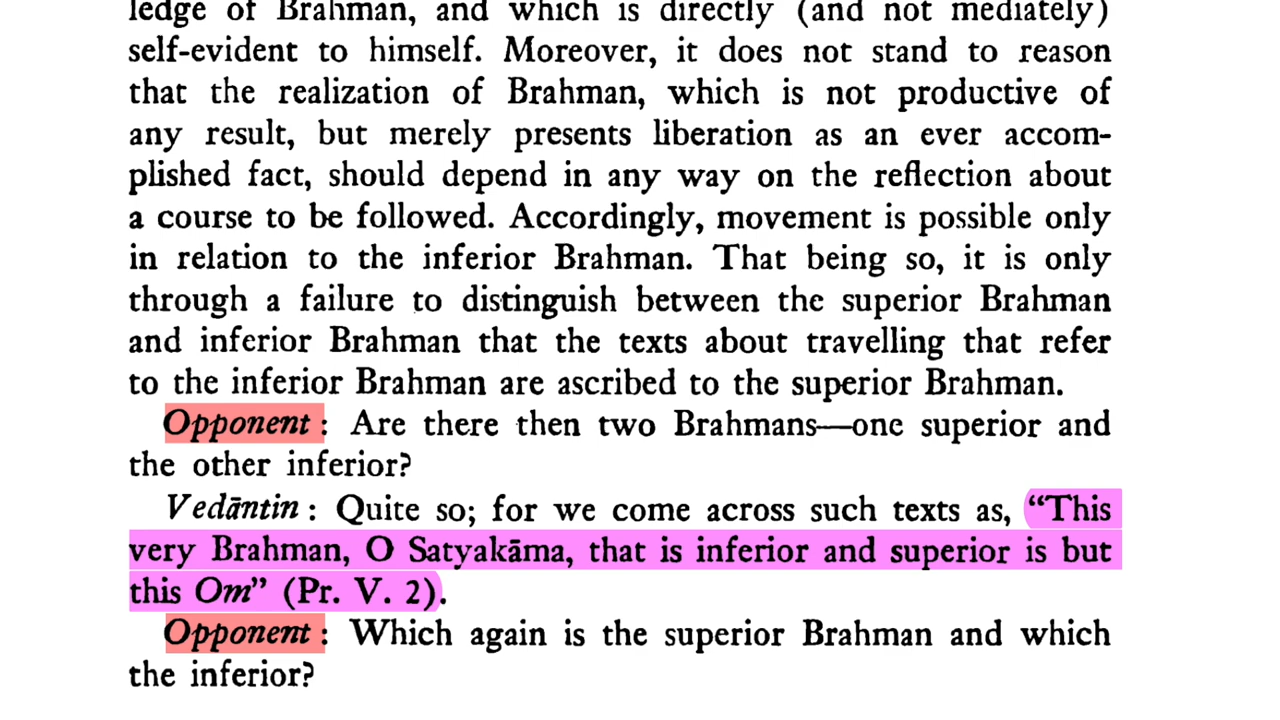 ledge of Brahman, and which is directly (and not mediately)
self-evident to himself. Moreover, it does not stand to reason
that the realization of Brahman, which is not productive of
any result, but merely presents liberation as an ever accom-
plished fact, should depend in any way on the reflection about
a course to be followed. Accordingly, movement is possible only
in relation to the inferior Brahman. That being so, it is only
through a failure to distinguish between the superior Brahman
and inferior Brahman that the texts about travelling that refer
to the inferior Brahman are ascribed to the superior Brahman.
Opponent: Are there then two Brahmans—one superior and
the other inferior?
Vedāntin: Quite so; for we come across such texts as, “This
very Brahman, O Satyakāma, that is inferior and superior is but
this Om” (Pr. V. 2).
Opponent: Which again is the superior Brahman and which
the inferior?